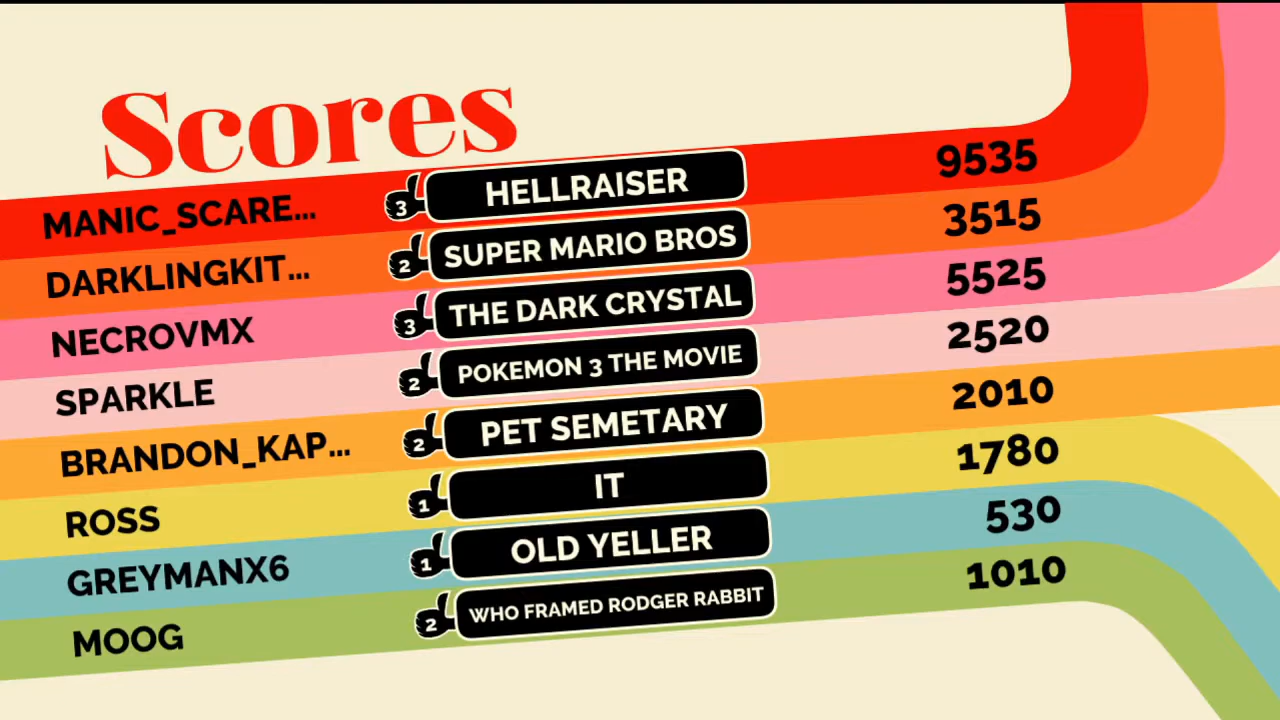 Scores
MANIC_SCARE... 3 HELLRAISER 9535
DARKLINGKIT... 2 SUPER MARIO BROS 3515
NECROVMX 3 THE DARK CRYSTAL 5525
SPARKLE 2 POKEMON 3 THE MOVIE 2520
BRANDON_KAP... 2 PET SEMETARY 2010
ROSS 1 IT 1780
GREYMANX6 1 OLD YELLER 530
MOOG 2 WHO FRAMED RODGER RABBIT 1010